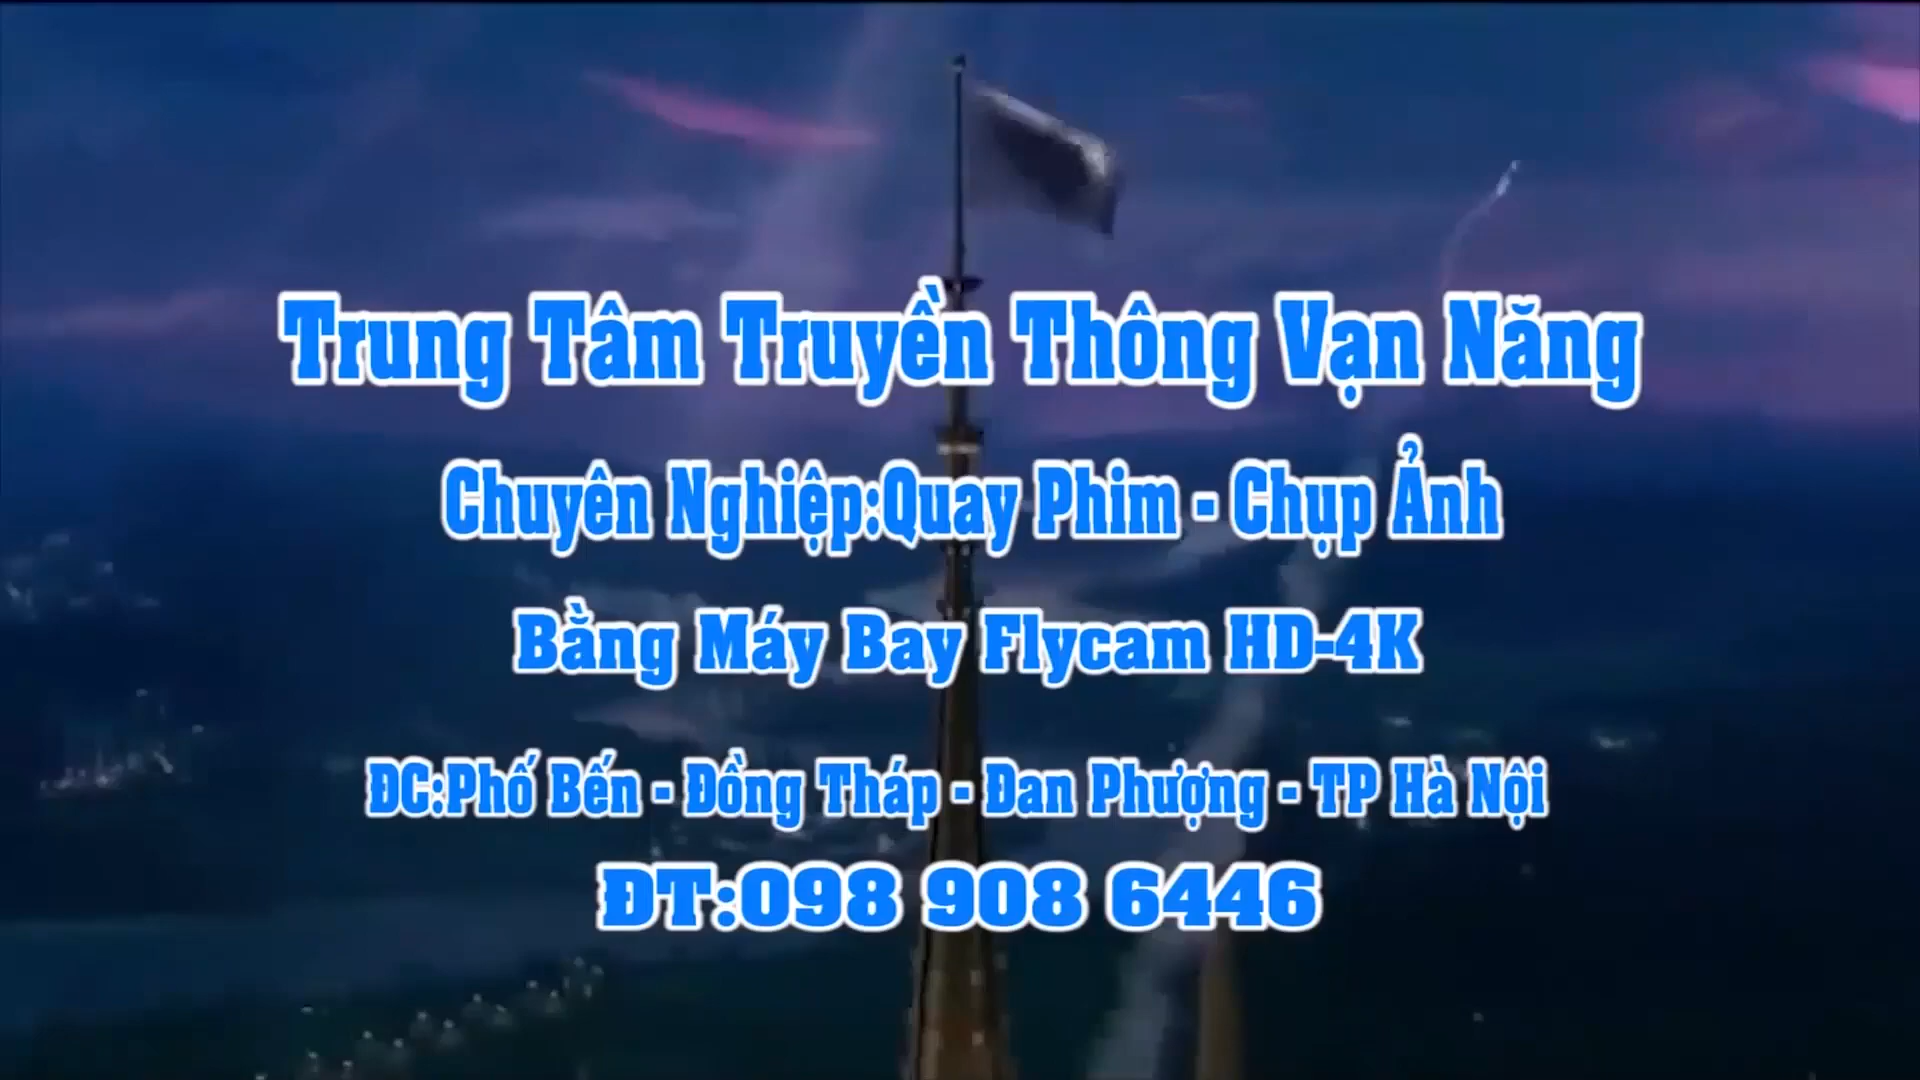 Trung Tâm Truyền Thông Vạn Năng
Chuyên Nghiệp:Quay Phim - Chụp Ảnh
Bằng Máy Bay Flycam HD-4K
ĐC:Phố Bến - Đồng Tháp - Đan Phượng - TP Hà Nội
ĐT:098 908 6446